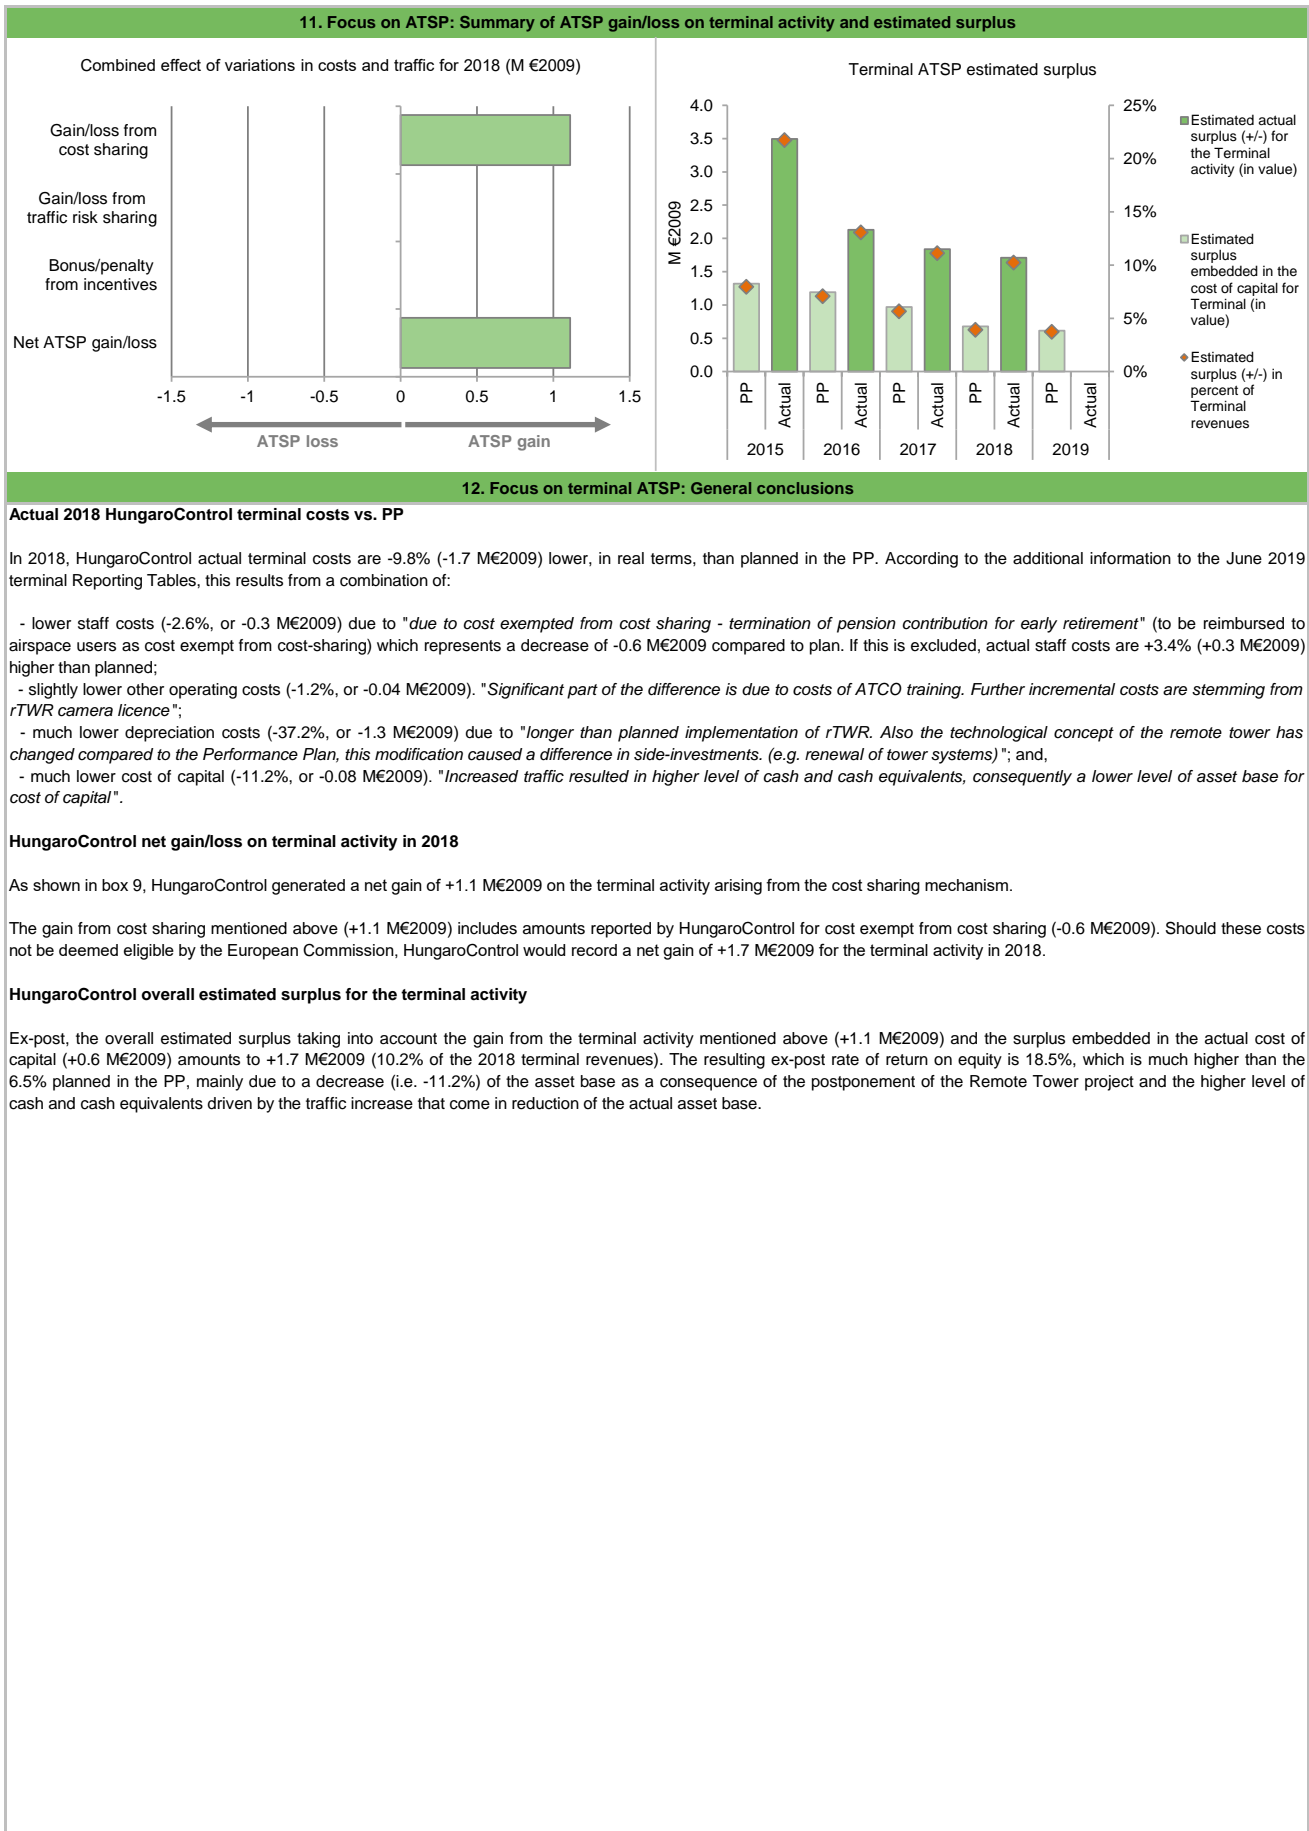 11. Focus on ATSP: Summary of ATSP gain/loss on terminal activity and estimated surplus
Combined effect of variations in costs and traffic for 2018 (M €2009)
Gain/loss from
cost sharing
Gain/loss from
traffic risk sharing
Bonus/penalty
from incentives
Net ATSP gain/loss
-1.5 -1 -0.5 0 0.5 1 1.5
ATSP loss ATSP gain
Terminal ATSP estimated surplus
M €2009
4.0
3.5
3.0
2.5
2.0
1.5
1.0
0.5
0.0
25%
20%
15%
10%
5%
0%
PP Actual PP Actual PP Actual PP Actual PP Actual
2015 2016 2017 2018 2019
Estimated actual
surplus (+/-) for
the Terminal
activity (in value)
Estimated
surplus
embedded in the
cost of capital for
Terminal (in
value)
Estimated
surplus (+/-) in
percent of
Terminal
revenues
12. Focus on terminal ATSP: General conclusions
Actual 2018 HungaroControl terminal costs vs. PP
In 2018, HungaroControl actual terminal costs are -9.8% (-1.7 M€2009) lower, in real terms, than planned in the PP. According to the additional information to the June 2019
terminal Reporting Tables, this results from a combination of:
- lower staff costs (-2.6%, or -0.3 M€2009) due to "due to cost exempted from cost sharing - termination of pension contribution for early retirement" (to be reimbursed to
airspace users as cost exempt from cost-sharing) which represents a decrease of -0.6 M€2009 compared to plan. If this is excluded, actual staff costs are +3.4% (+0.3 M€2009)
higher than planned;
- slightly lower other operating costs (-1.2%, or -0.04 M€2009). "Significant part of the difference is due to costs of ATCO training. Further incremental costs are stemming from
rTWR camera licence";
- much lower depreciation costs (-37.2%, or -1.3 M€2009) due to "longer than planned implementation of rTWR. Also the technological concept of the remote tower has
changed compared to the Performance Plan, this modification caused a difference in side-investments. (e.g. renewal of tower systems)"; and,
- much lower cost of capital (-11.2%, or -0.08 M€2009). "Increased traffic resulted in higher level of cash and cash equivalents, consequently a lower level of asset base for
cost of capital".
HungaroControl net gain/loss on terminal activity in 2018
As shown in box 9, HungaroControl generated a net gain of +1.1 M€2009 on the terminal activity arising from the cost sharing mechanism.
The gain from cost sharing mentioned above (+1.1 M€2009) includes amounts reported by HungaroControl for cost exempt from cost sharing (-0.6 M€2009). Should these costs
not be deemed eligible by the European Commission, HungaroControl would record a net gain of +1.7 M€2009 for the terminal activity in 2018.
HungaroControl overall estimated surplus for the terminal activity
Ex-post, the overall estimated surplus taking into account the gain from the terminal activity mentioned above (+1.1 M€2009) and the surplus embedded in the actual cost of
capital (+0.6 M€2009) amounts to +1.7 M€2009 (10.2% of the 2018 terminal revenues). The resulting ex-post rate of return on equity is 18.5%, which is much higher than the
6.5% planned in the PP, mainly due to a decrease (i.e. -11.2%) of the asset base as a consequence of the postponement of the Remote Tower project and the higher level of
cash and cash equivalents driven by the traffic increase that come in reduction of the actual asset base.